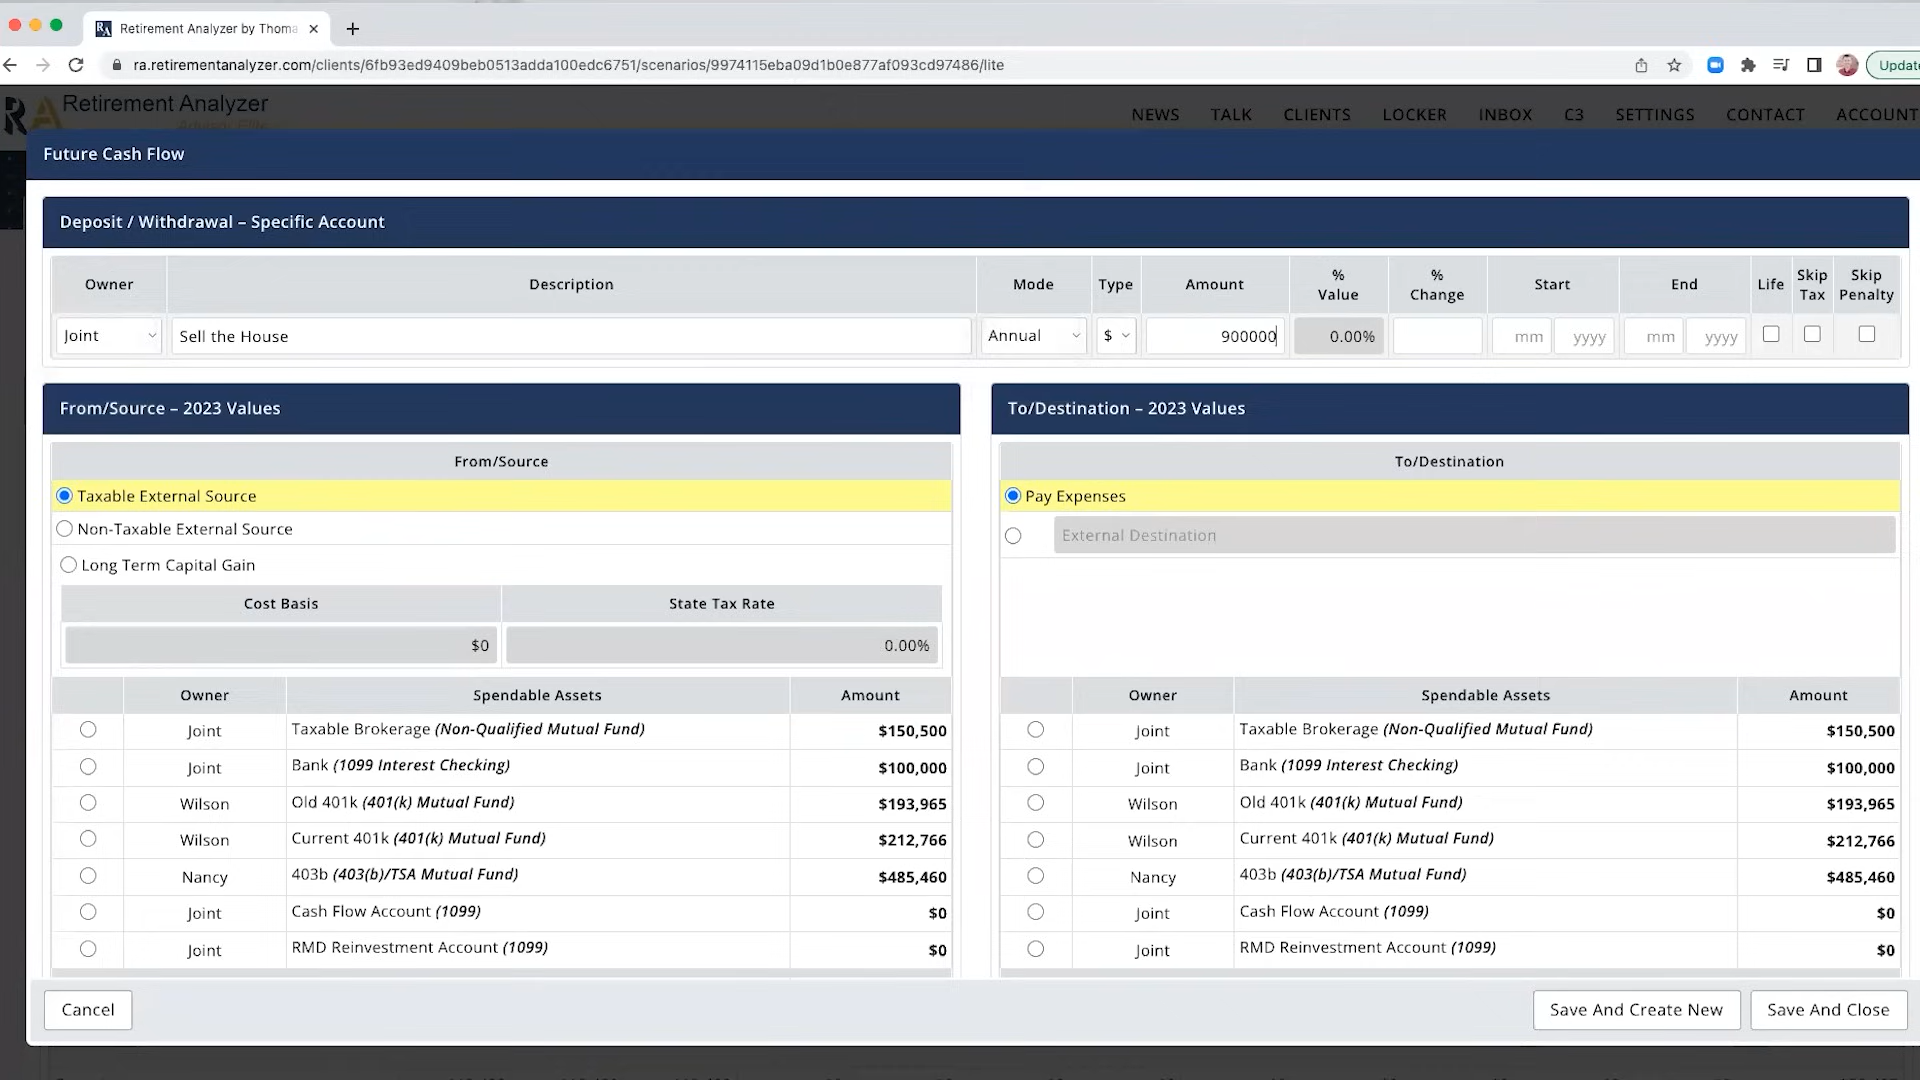 Retirement Analyzer by Thoma
ra.retirementanalyzer.com/clients/6fb93ed9409beb0513adda100edc6751/scenarios/9974115eba09d1b0e877af093cd97486/lite
Update
RA Retirement Analyzer
Advisor Elite
NEWS TALK CLIENTS LOCKER INBOX C3 SETTINGS CONTACT ACCOUNT
Future Cash Flow
Deposit / Withdrawal – Specific Account
Owner Description Mode Type Amount % Value % Change Start End Life Skip Tax Skip Penalty
Joint Sell the House Annual $ 900000 0.00% mm yyyy mm yyyy
From/Source – 2023 Values
From/Source
Taxable External Source
Non-Taxable External Source
Long Term Capital Gain
Cost Basis State Tax Rate
$0 0.00%
Owner Spendable Assets Amount
Joint Taxable Brokerage (Non-Qualified Mutual Fund) $150,500
Joint Bank (1099 Interest Checking) $100,000
Wilson Old 401k (401(k) Mutual Fund) $193,965
Wilson Current 401k (401(k) Mutual Fund) $212,766
Nancy 403b (403(b)/TSA Mutual Fund) $485,460
Joint Cash Flow Account (1099) $0
Joint RMD Reinvestment Account (1099) $0
To/Destination – 2023 Values
To/Destination
Pay Expenses
External Destination
Owner Spendable Assets Amount
Joint Taxable Brokerage (Non-Qualified Mutual Fund) $150,500
Joint Bank (1099 Interest Checking) $100,000
Wilson Old 401k (401(k) Mutual Fund) $193,965
Wilson Current 401k (401(k) Mutual Fund) $212,766
Nancy 403b (403(b)/TSA Mutual Fund) $485,460
Joint Cash Flow Account (1099) $0
Joint RMD Reinvestment Account (1099) $0
Cancel Save And Create New Save And Close